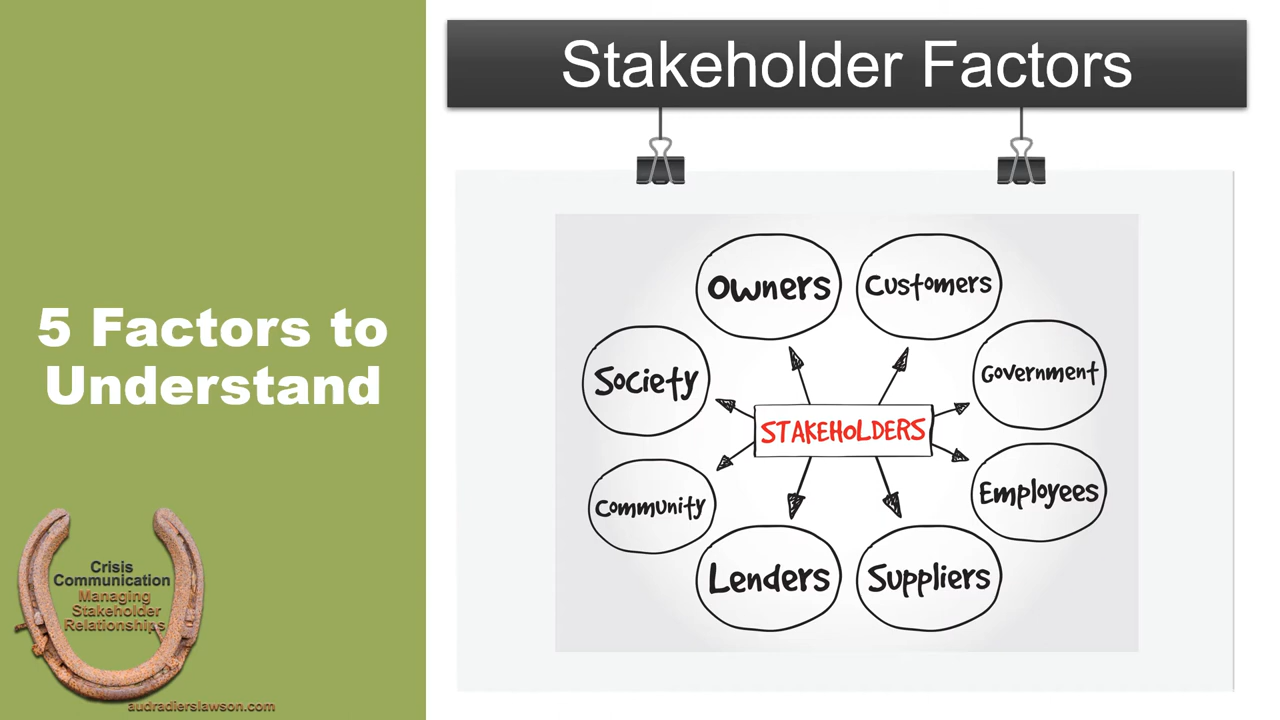 Stakeholder Factors
5 Factors to
Understand
Owners
Customers
Society
Government
STAKEHOLDERS
Community
Employees
Lenders
Suppliers
Crisis
Communication
Managing
Stakeholder
Relationships
audradierslawson.com